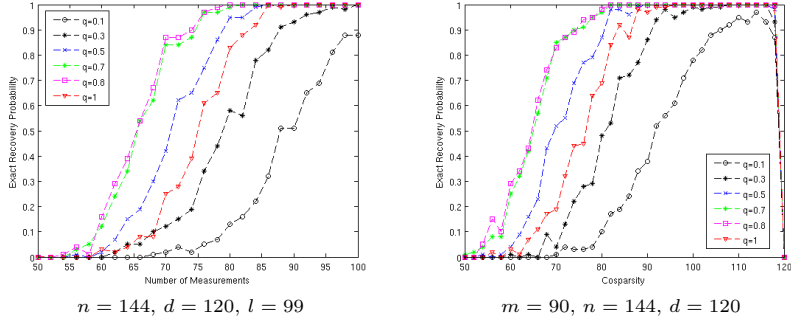 1
0.9
0.8
0.7
0.6
0.5
0.4
0.3
0.2
0.1
0
Exact Recovery Probability
q=0.1
q=0.3
q=0.5
q=0.7
q=0.8
q=1
50 55 60 65 70 75 80 85 90 95 100
Number of Measurements
n = 144, d = 120, l = 99
1
0.9
0.8
0.7
0.6
0.5
0.4
0.3
0.2
0.1
0
Exact Recovery Probability
q=0.1
q=0.3
q=0.5
q=0.7
q=0.8
q=1
50 60 70 80 90 100 110 120
Cosparsity
m = 90, n = 144, d = 120